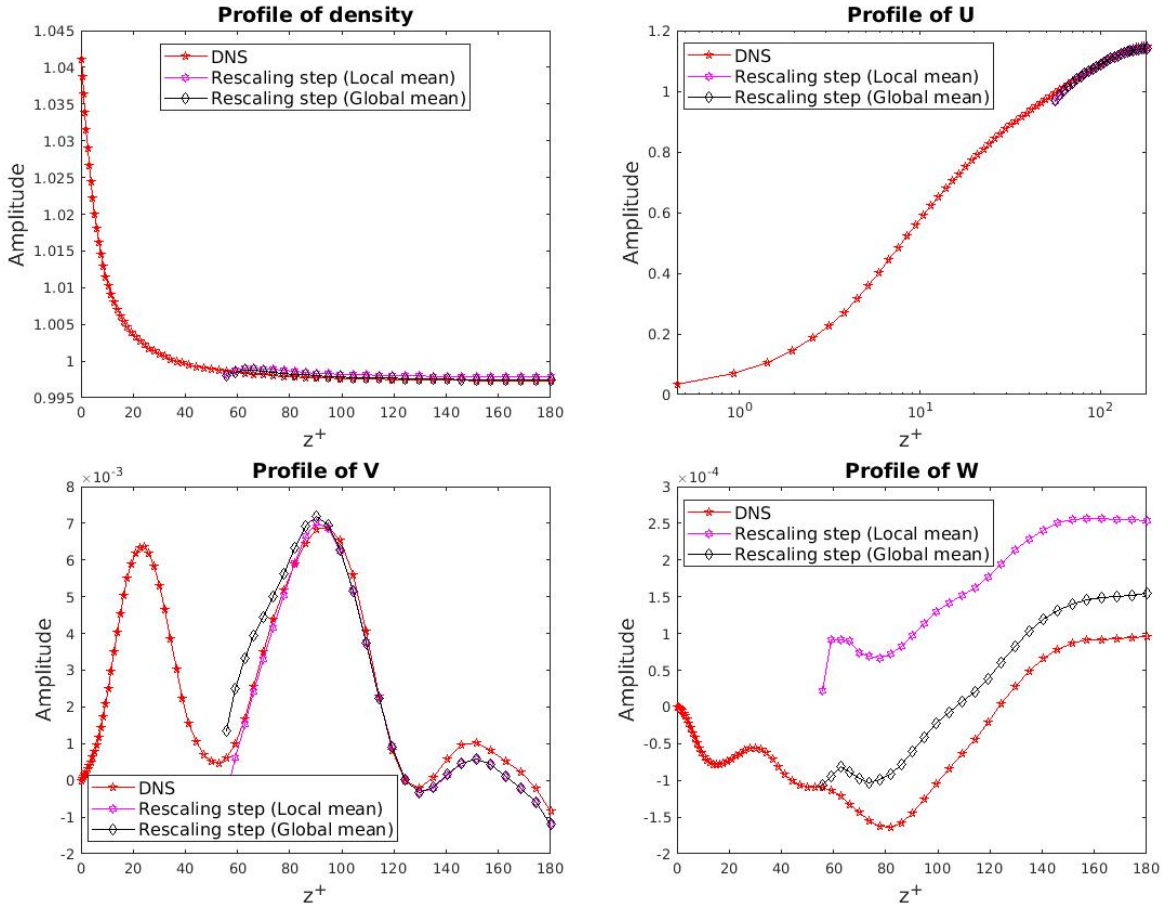 Profile of density
1.045
1.04
1.035
1.03
1.025
1.02
1.015
1.01
1.005
1
0.995
Amplitude
DNS
Rescaling step (Local mean)
Rescaling step (Global mean)
0 20 40 60 80 100 120 140 160 180
z⁺
Profile of U
1.2
1
0.8
0.6
0.4
0.2
0
Amplitude
DNS
Rescaling step (Local mean)
Rescaling step (Global mean)
10⁰ 10¹ 10²
z⁺
Profile of V
×10⁻³
8
7
6
5
4
3
2
1
0
-1
-2
Amplitude
DNS
Rescaling step (Local mean)
Rescaling step (Global mean)
0 20 40 60 80 100 120 140 160 180
z⁺
Profile of W
×10⁻⁴
3
2.5
2
1.5
1
0.5
0
-0.5
-1
-1.5
-2
Amplitude
DNS
Rescaling step (Local mean)
Rescaling step (Global mean)
0 20 40 60 80 100 120 140 160 180
z⁺